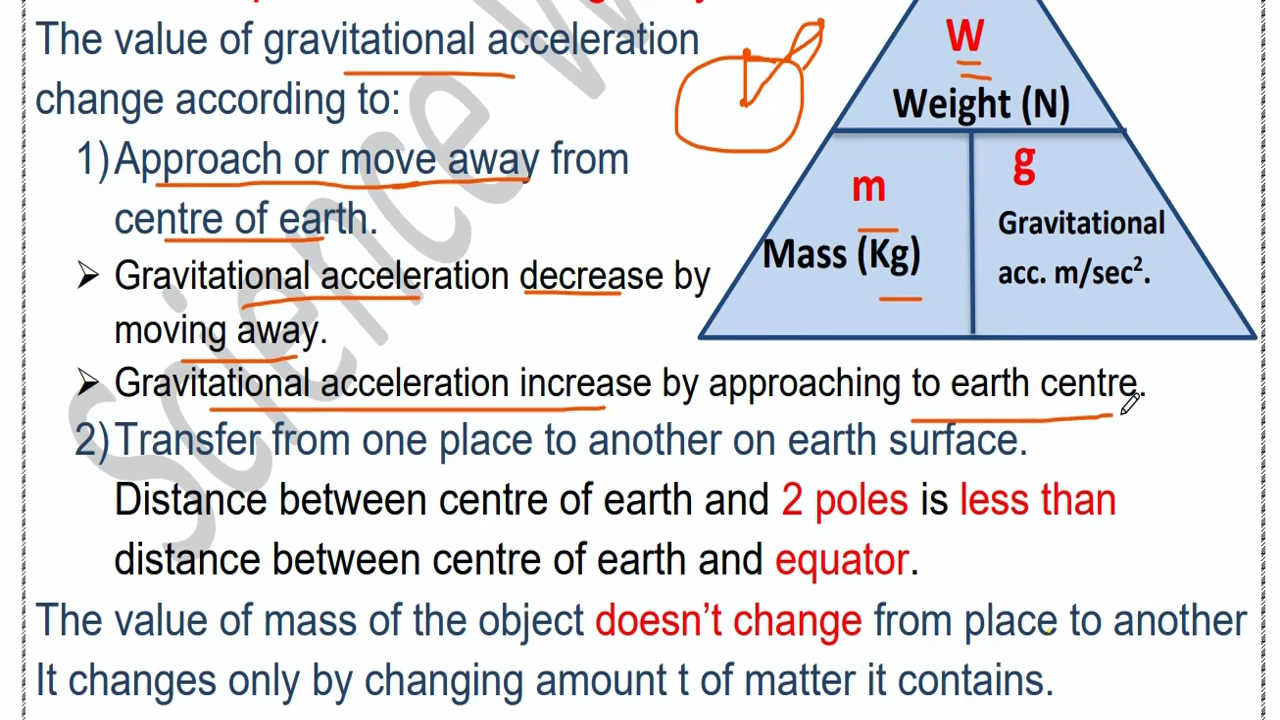 The value of gravitational acceleration
change according to:
1) Approach or move away from
centre of earth.
➢ Gravitational acceleration decrease by
moving away.
➢ Gravitational acceleration increase by approaching to earth centre.
2) Transfer from one place to another on earth surface.
Distance between centre of earth and 2 poles is less than
distance between centre of earth and equator.
The value of mass of the object doesn't change from place to another
It changes only by changing amount t of matter it contains.
W
Weight (N)
m
Mass (Kg)
g
Gravitational
acc. m/sec².
Science